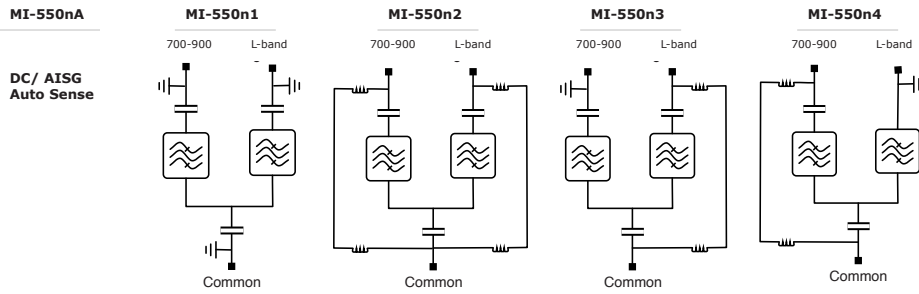 MI-550nA MI-550n1 MI-550n2 MI-550n3 MI-550n4
700-900 L-band 700-900 L-band 700-900 L-band 700-900 L-band
DC/ AISG
Auto Sense
Common Common Common Common